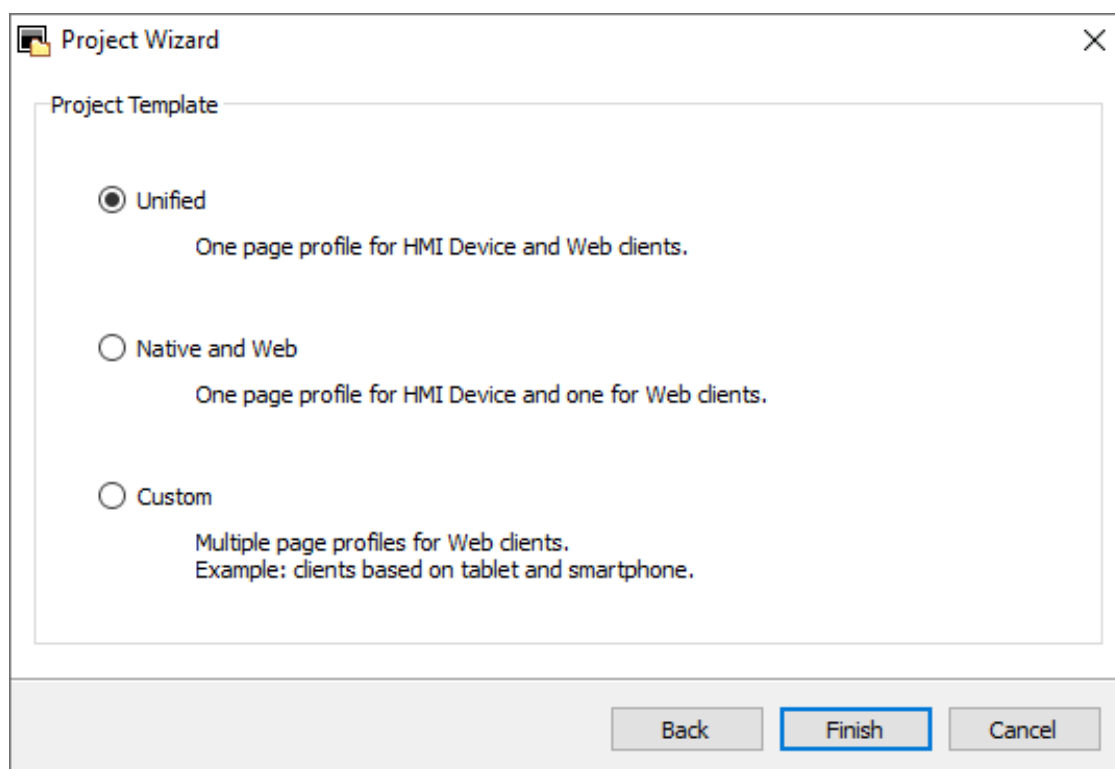 Project Wizard
Project Template
Unified
One page profile for HMI Device and Web clients.
Native and Web
One page profile for HMI Device and one for Web clients.
Custom
Multiple page profiles for Web clients.
Example: clients based on tablet and smartphone.
Back Finish Cancel